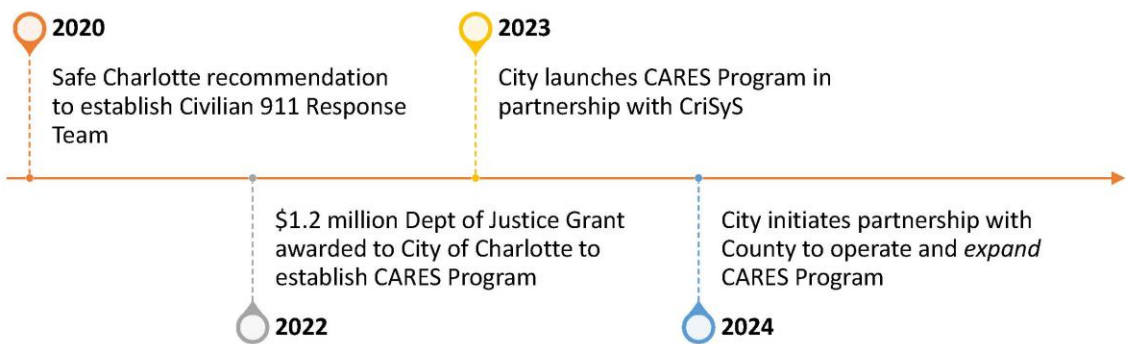 2020
Safe Charlotte recommendation
to establish Civilian 911 Response
Team
2023
City launches CARES Program in
partnership with CriSyS
$1.2 million Dept of Justice Grant
awarded to City of Charlotte to
establish CARES Program
2022
City initiates partnership with
County to operate and expand
CARES Program
2024